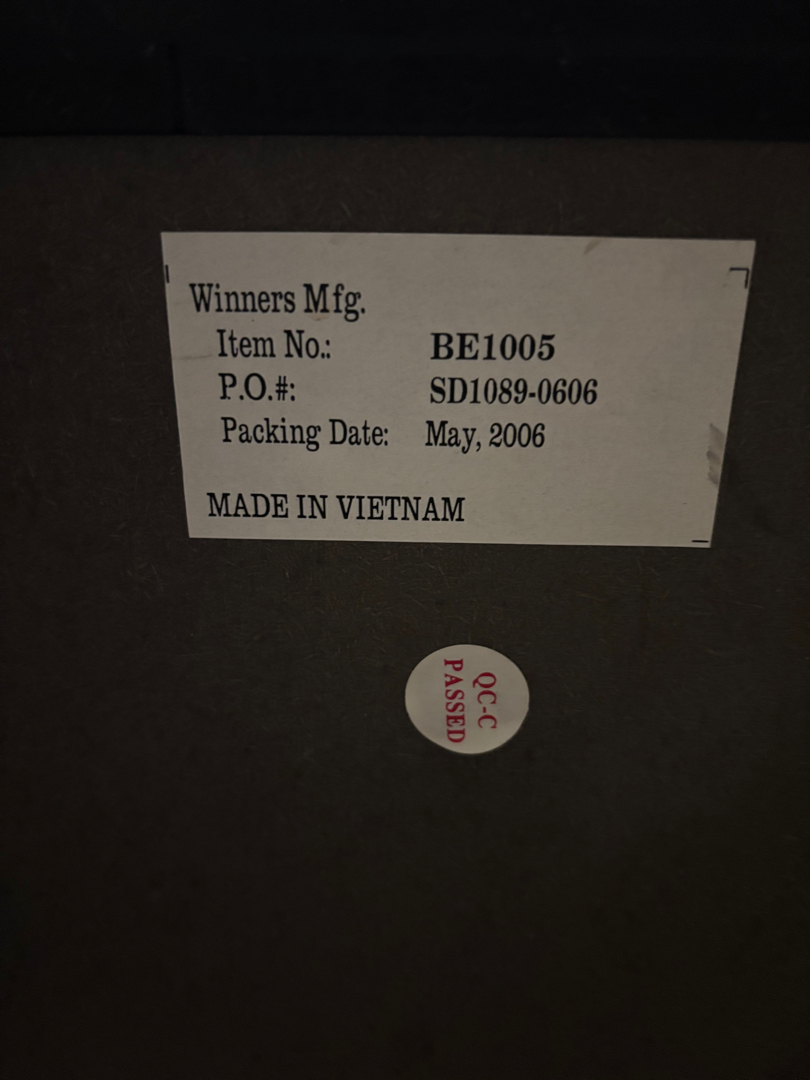 Winners Mfg.
Item No.: BE1005
P.O.#: SD1089-0606
Packing Date: May, 2006
MADE IN VIETNAM
QC-C
PASSED